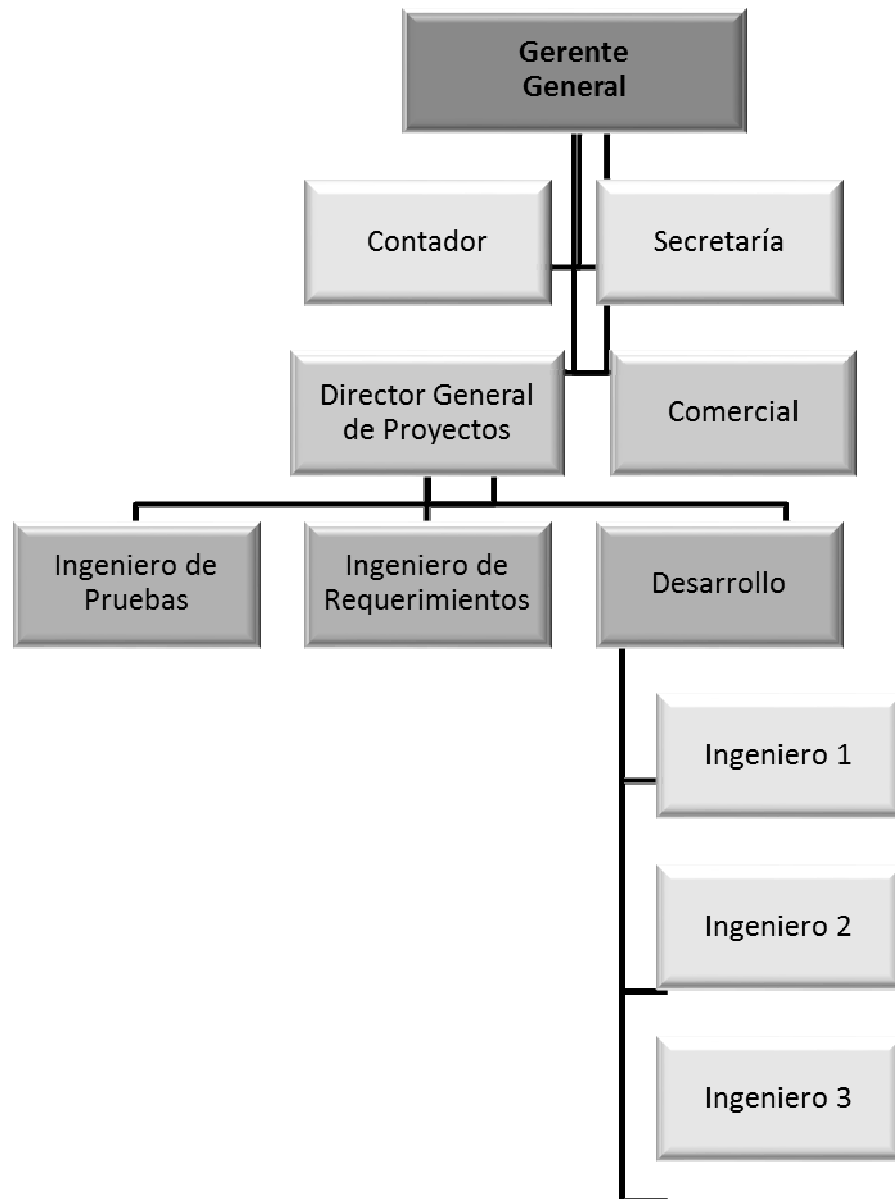 Gerente
General
Contador
Secretaría
Director General
de Proyectos
Comercial
Ingeniero de
Pruebas
Ingeniero de
Requerimientos
Desarrollo
Ingeniero 1
Ingeniero 2
Ingeniero 3